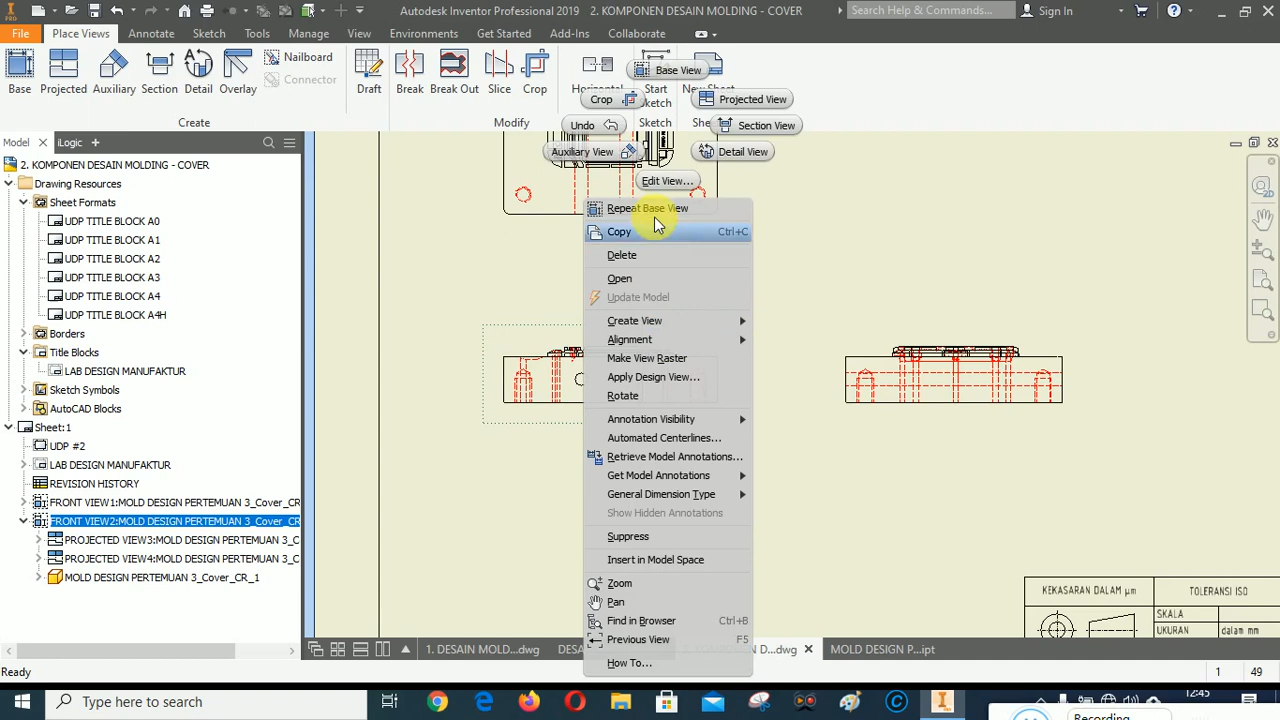 PRO
Autodesk Inventor Professional 2019   2. KOMPONEN DESAIN MOLDING - COVER
Search Help & Commands...
Sign In
File
Place Views
Annotate
Sketch
Tools
Manage
View
Environments
Get Started
Add-Ins
Collaborate
Base
Projected
Auxiliary
Section
Detail
Overlay
Nailboard
Connector
Draft
Break
Break Out
Slice
Crop
Start
Sketch
Create
Modify
Sketch
Base View
Crop
Projected View
Undo
Section View
Auxiliary View
Detail View
Edit View...
Model
iLogic
2. KOMPONEN DESAIN MOLDING - COVER
Drawing Resources
Sheet Formats
UDP TITLE BLOCK A0
UDP TITLE BLOCK A1
UDP TITLE BLOCK A2
UDP TITLE BLOCK A3
UDP TITLE BLOCK A4
UDP TITLE BLOCK A4H
Borders
Title Blocks
LAB DESIGN MANUFAKTUR
Sketch Symbols
AutoCAD Blocks
Sheet:1
UDP #2
LAB DESIGN MANUFAKTUR
REVISION HISTORY
FRONT VIEW1:MOLD DESIGN PERTEMUAN 3_Cover_CR
FRONT VIEW2:MOLD DESIGN PERTEMUAN 3_Cover_CR
PROJECTED VIEW3:MOLD DESIGN PERTEMUAN 3_C
PROJECTED VIEW4:MOLD DESIGN PERTEMUAN 3_C
MOLD DESIGN PERTEMUAN 3_Cover_CR_1
Repeat Base View
Copy Ctrl+C
Delete
Open
Update Model
Create View
Alignment
Make View Raster
Apply Design View...
Rotate
Annotation Visibility
Automated Centerlines...
Retrieve Model Annotations...
Get Model Annotations
General Dimension Type
Show Hidden Annotations
Suppress
Insert in Model Space
Zoom
Pan
Find in Browser Ctrl+B
Previous View F5
How To...
KEKASARAN DALAM µm
TOLERANSI ISO
SKALA
UKURAN
dalam mm
1. DESAIN MOLD...dwg
D...dwg
MOLD DESIGN P...ipt
Ready
1
49
Type here to search
12:45
Recording